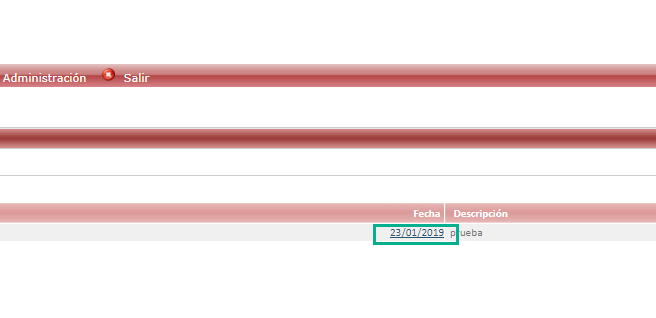 Administración Salir
Fecha Descripción
23/01/2019 prueba